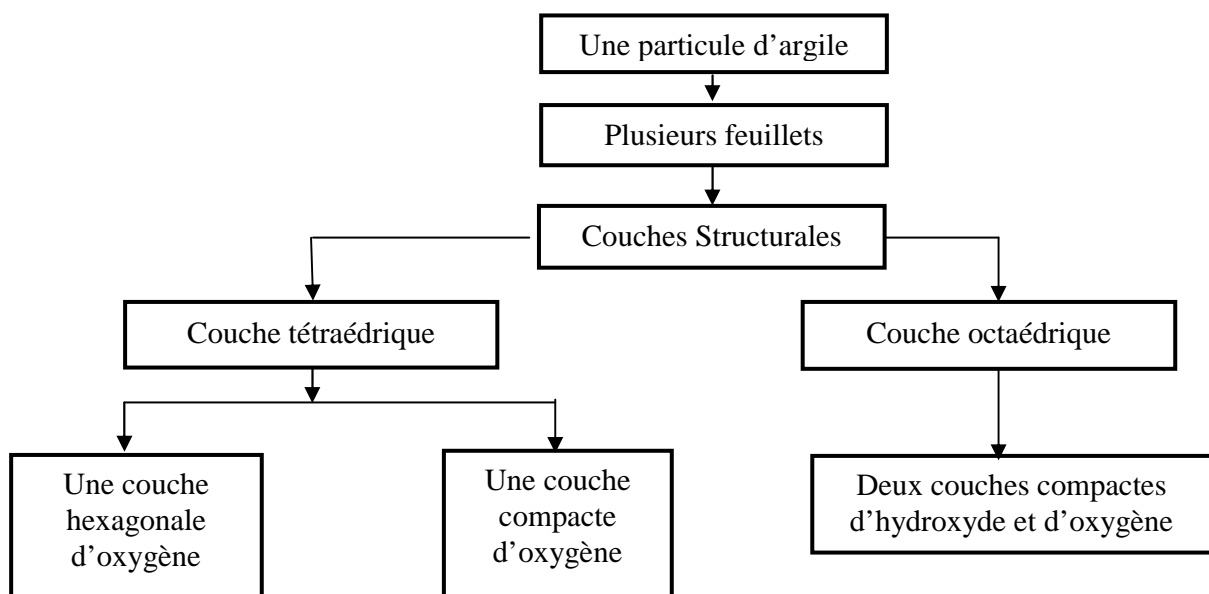 Une particule d’argile
Plusieurs feuillets
Couches Structurales
Couche tétraédrique
Couche octaédrique
Une couche
hexagonale
d’oxygène
Une couche
compacte
d’oxygène
Deux couches compactes
d’hydroxyde et d’oxygène